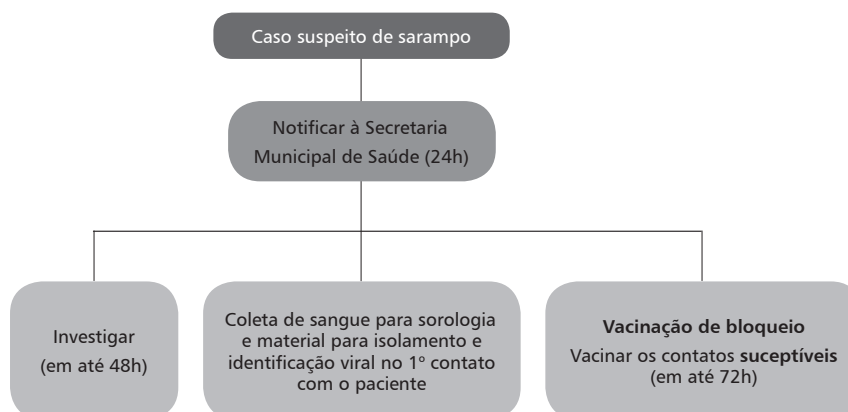 Caso suspeito de sarampo
Notificar à Secretaria
Municipal de Saúde (24h)
Investigar
(em até 48h)
Coleta de sangue para sorologia
e material para isolamento e
identificação viral no 1º contato
com o paciente
Vacinação de bloqueio
Vacinar os contatos suceptíveis
(em até 72h)